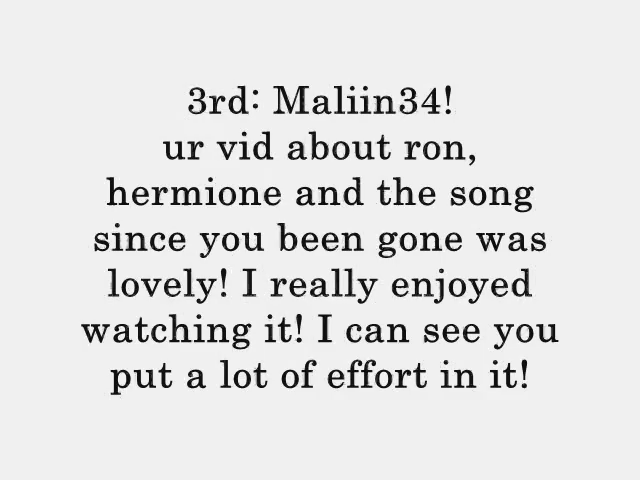 3rd: Maliin34!
ur vid about ron,
hermione and the song
since you been gone was
lovely! I really enjoyed
watching it! I can see you
put a lot of effort in it!